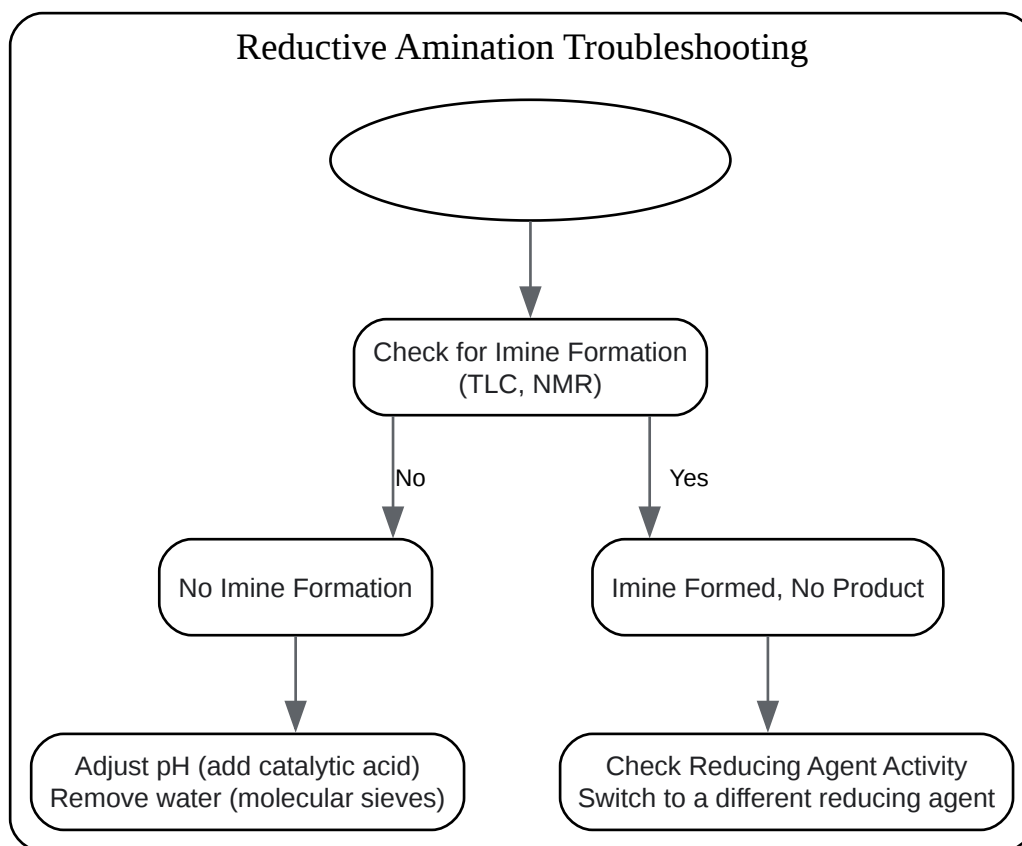 Reductive Amination Troubleshooting
Check for Imine Formation
(TLC, NMR)
No
Yes
No Imine Formation
Imine Formed, No Product
Adjust pH (add catalytic acid)
Remove water (molecular sieves)
Check Reducing Agent Activity
Switch to a different reducing agent